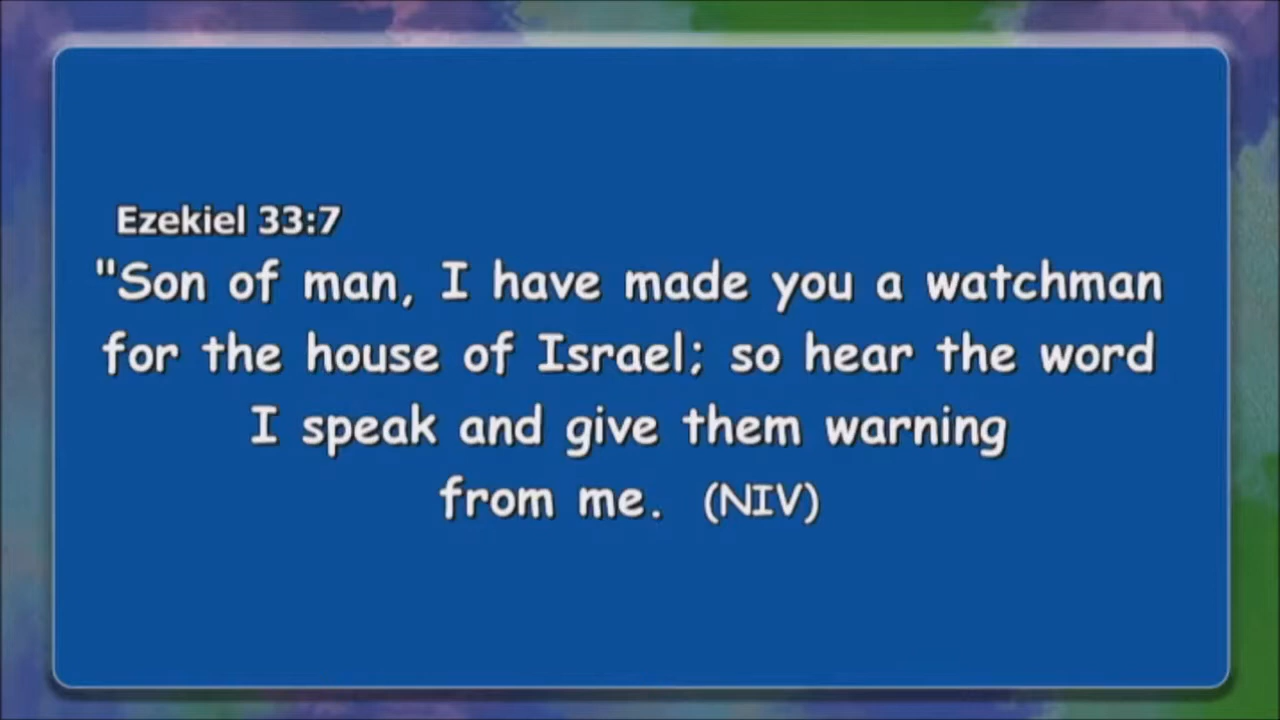 Ezekiel 33:7
"Son of man, I have made you a watchman
for the house of Israel; so hear the word
I speak and give them warning
from me. (NIV)